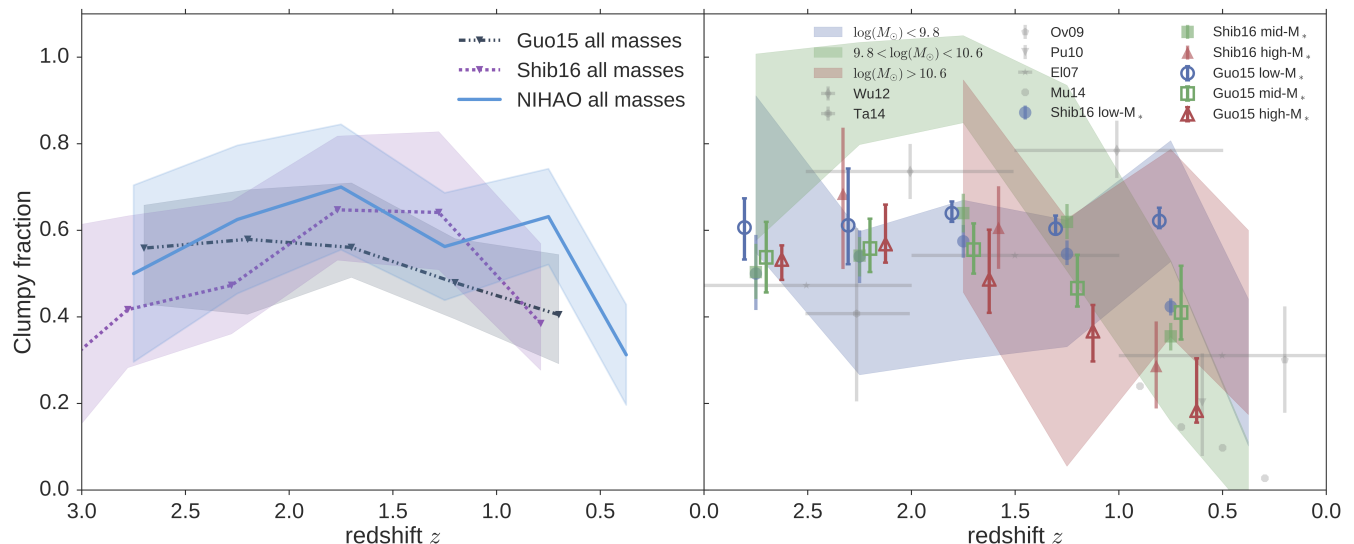 Guo15 all masses
Shib16 all masses
NIHAO all masses
log(M⊙) < 9.8
9.8 < log(M⊙) < 10.6
log(M⊙) > 10.6
Wu12
Ta14
Ov09
Pu10
El07
Mu14
Shib16 low-M*
Shib16 mid-M*
Shib16 high-M*
Guo15 low-M*
Guo15 mid-M*
Guo15 high-M*
Clumpy fraction
1.0
0.8
0.6
0.4
0.2
0.0
3.0 2.5 2.0 1.5 1.0 0.5 0.0 2.5 2.0 1.5 1.0 0.5 0.0
redshift z
redshift z